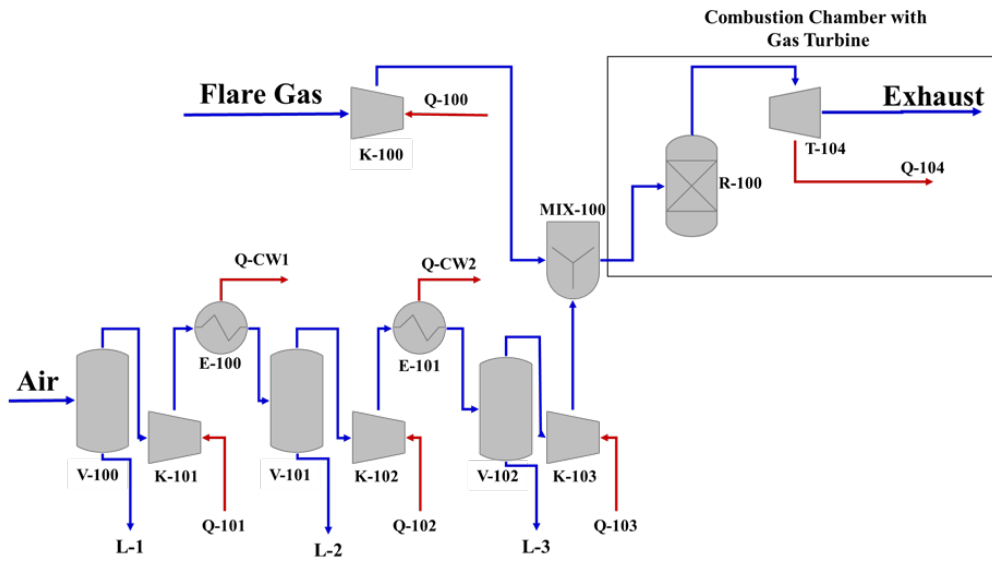 Combustion Chamber with
Gas Turbine
Flare Gas
Q-100
K-100
Exhaust
T-104
Q-104
R-100
MIX-100
Q-CW1
Q-CW2
E-100
E-101
Air
V-100
K-101
V-101
K-102
V-102
K-103
Q-101
Q-102
Q-103
L-1
L-2
L-3